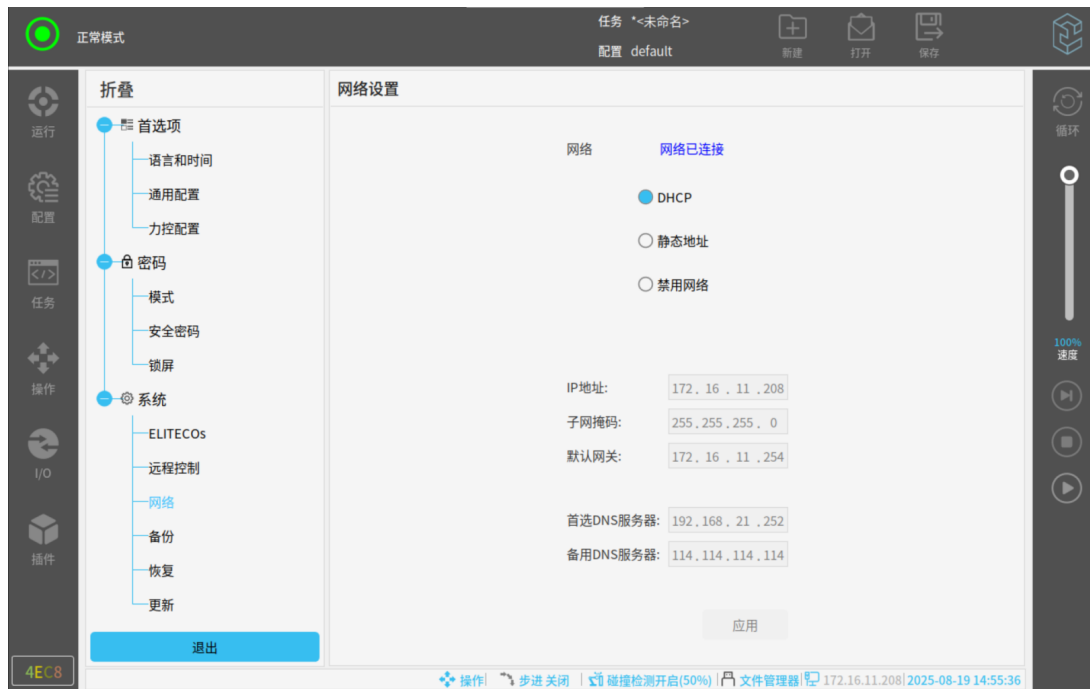 正常模式
任务 *<未命名>
配置 default
新建
打开
保存
运行
配置
任务
操作
I/O
插件
4EC8
折叠
首选项
语言和时间
通用配置
力控配置
密码
模式
安全密码
锁屏
系统
ELITECOs
远程控制
网络
备份
恢复
更新
退出
网络设置
网络 网络已连接
DHCP
静态地址
禁用网络
IP地址: 172 . 16 . 11 . 208
子网掩码: 255 . 255 . 255 . 0
默认网关: 172 . 16 . 11 . 254
首选DNS服务器: 192 . 168 . 21 . 252
备用DNS服务器: 114 . 114 . 114 . 114
应用
循环
100%
速度
操作 步进 关闭 碰撞检测开启(50%) 文件管理器 172.16.11.208 2025-08-19 14:55:36